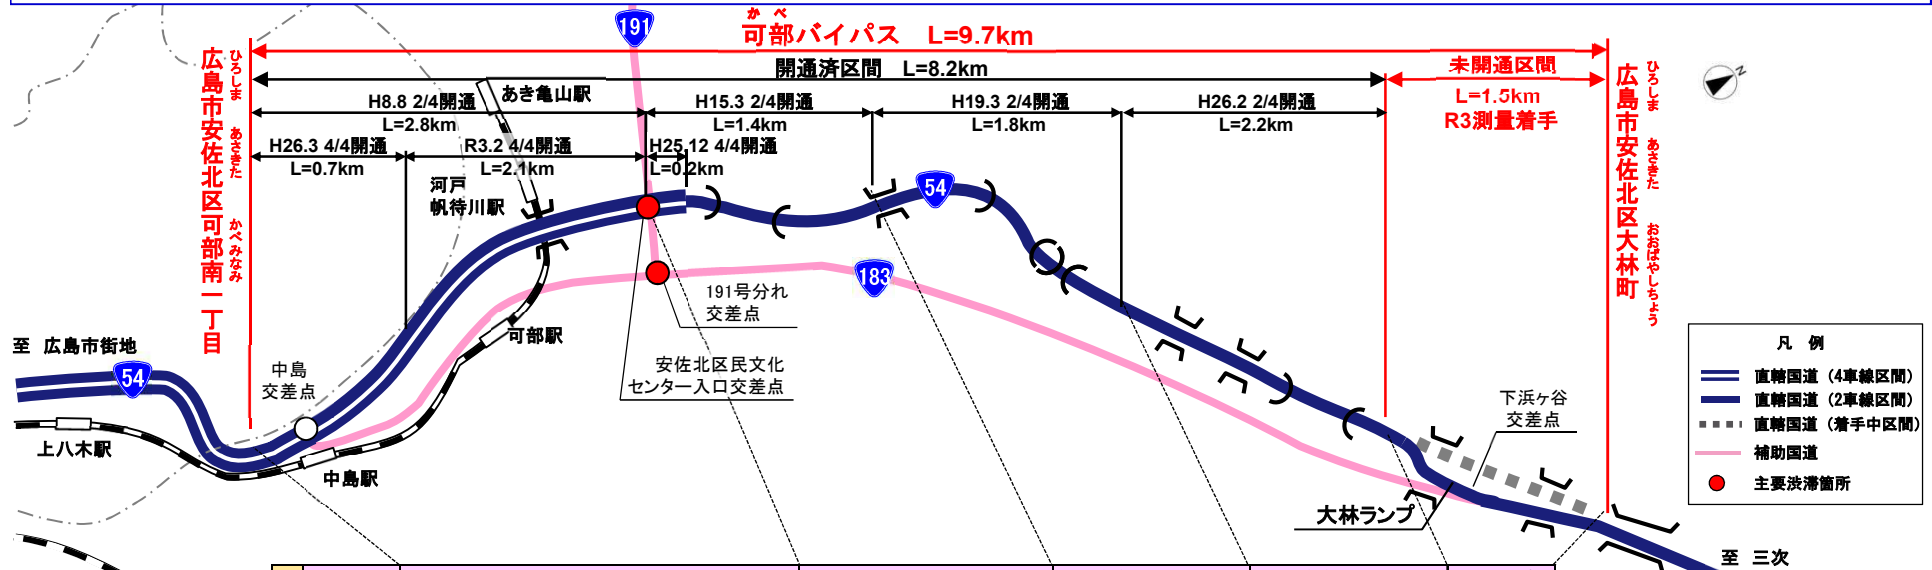 191
かべ
可部バイパス L=9.7km
開通済区間 L=8.2km
未開通区間
L=1.5km
R3測量着手
ひろしま あさきた かべみなみ
広島市安佐北区可部南一丁目
ひろしま あさきた おおばやしちょう
広島市安佐北区大林町
N
あき亀山駅
H8.8 2/4開通
L=2.8km
H15.3 2/4開通
L=1.4km
H19.3 2/4開通
L=1.8km
H26.2 2/4開通
L=2.2km
H26.3 4/4開通
L=0.7km
R3.2 4/4開通
L=2.1km
H25.12 4/4開通
L=0.2km
河戸
帆待川駅
54
183
191号分れ
交差点
可部駅
安佐北区民文化
センター入口交差点
至 広島市街地
54
中島
交差点
上八木駅
中島駅
下浜ヶ谷
交差点
大林ランプ
至 三次
凡 例
直轄国道（4車線区間）
直轄国道（2車線区間）
直轄国道（着手中区間）
補助国道
主要渋滞箇所